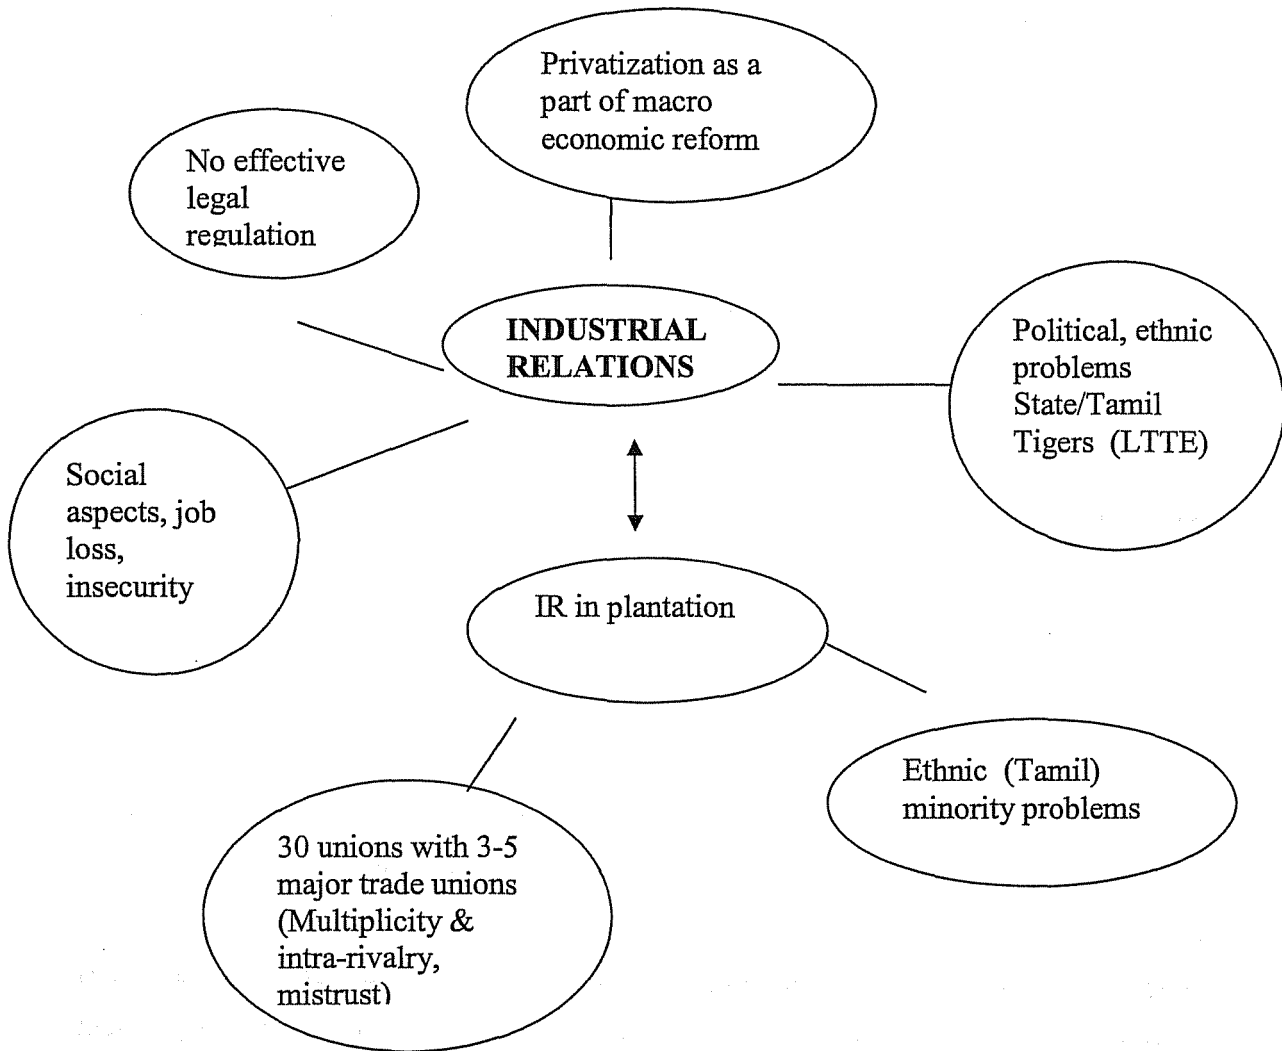 Privatization as a
part of macro
economic reform
No effective
legal
regulation
INDUSTRIAL
RELATIONS
Political, ethnic
problems
State/Tamil
Tigers (LTTE)
Social
aspects, job
loss,
insecurity
IR in plantation
Ethnic (Tamil)
minority problems
30 unions with 3-5
major trade unions
(Multiplicity &
intra-rivalry,
mistrust)